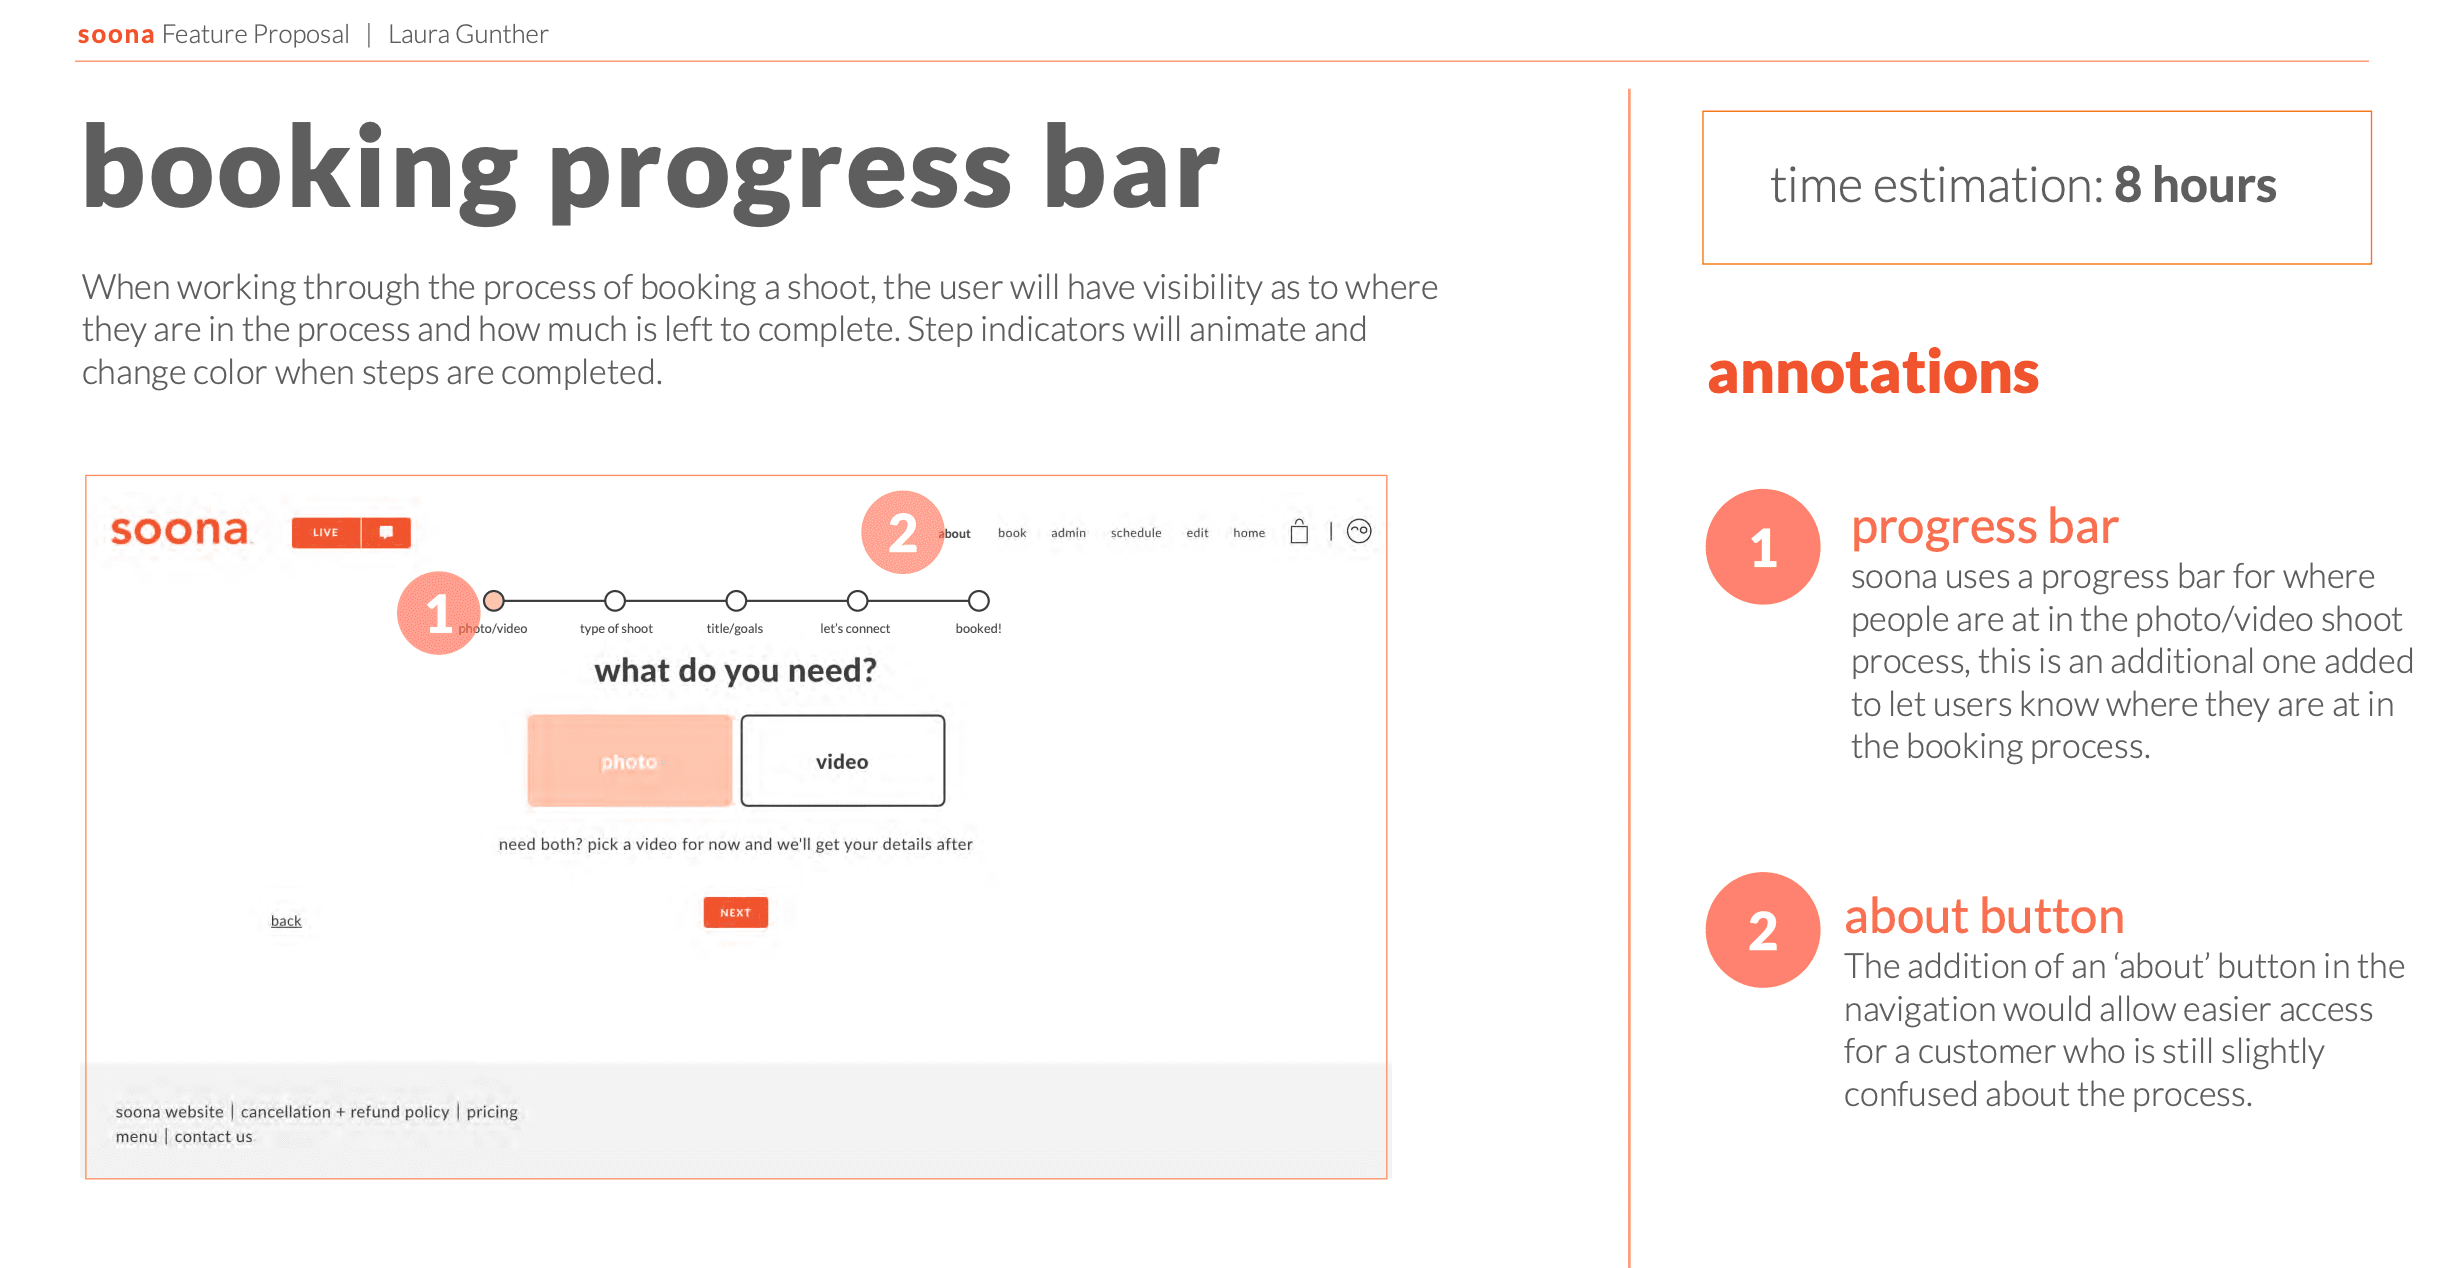 soona Feature Proposal | Laura Gunther
booking progress bar
When working through the process of booking a shoot, the user will have visibility as to where
they are in the process and how much is left to complete. Step indicators will animate and
change color when steps are completed.
soona
LIVE
2
about
book
admin
schedule
edit
home
1
photo/video
type of shoot
title/goals
let's connect
booked!
what do you need?
photo
video
need both? pick a video for now and we'll get your details after
back
NEXT
soona website | cancellation + refund policy | pricing
menu | contact us
time estimation: 8 hours
annotations
1
progress bar
soona uses a progress bar for where
people are at in the photo/video shoot
process, this is an additional one added
to let users know where they are at in
the booking process.
2
about button
The addition of an ‘about’ button in the
navigation would allow easier access
for a customer who is still slightly
confused about the process.